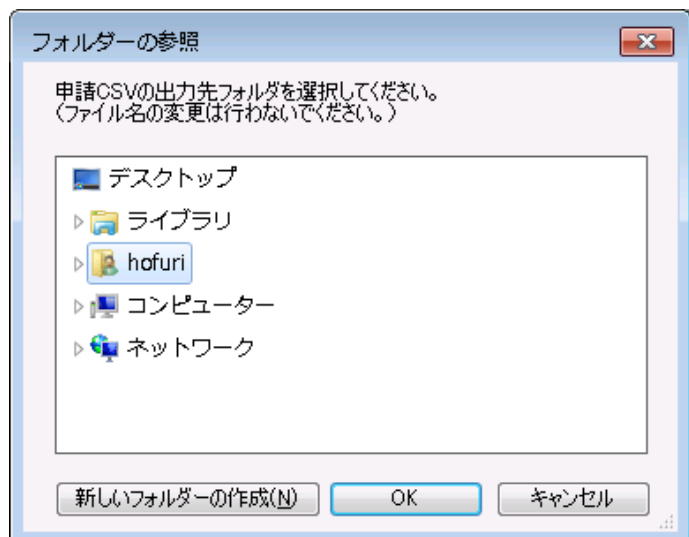 フォルダーの参照
申請CSVの出力先フォルダを選択してください。
(ファイル名の変更は行わないでください。)
デスクトップ
ライブラリ
hofuri
コンピューター
ネットワーク
新しいフォルダーの作成(N) OK キャンセル